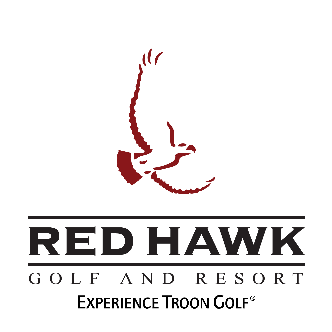 RED HAWK
GOLF AND RESORT
EXPERIENCE TROON GOLF®